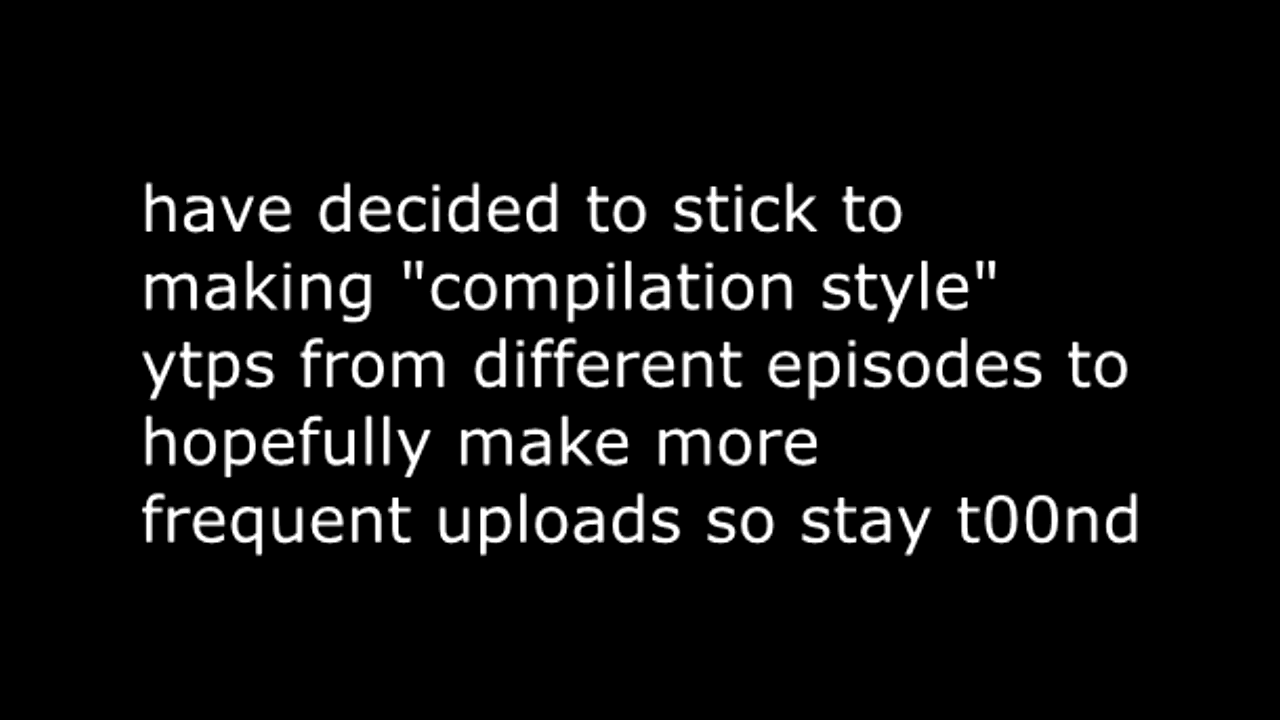 have decided to stick to
making "compilation style"
ytps from different episodes to
hopefully make more
frequent uploads so stay t00nd